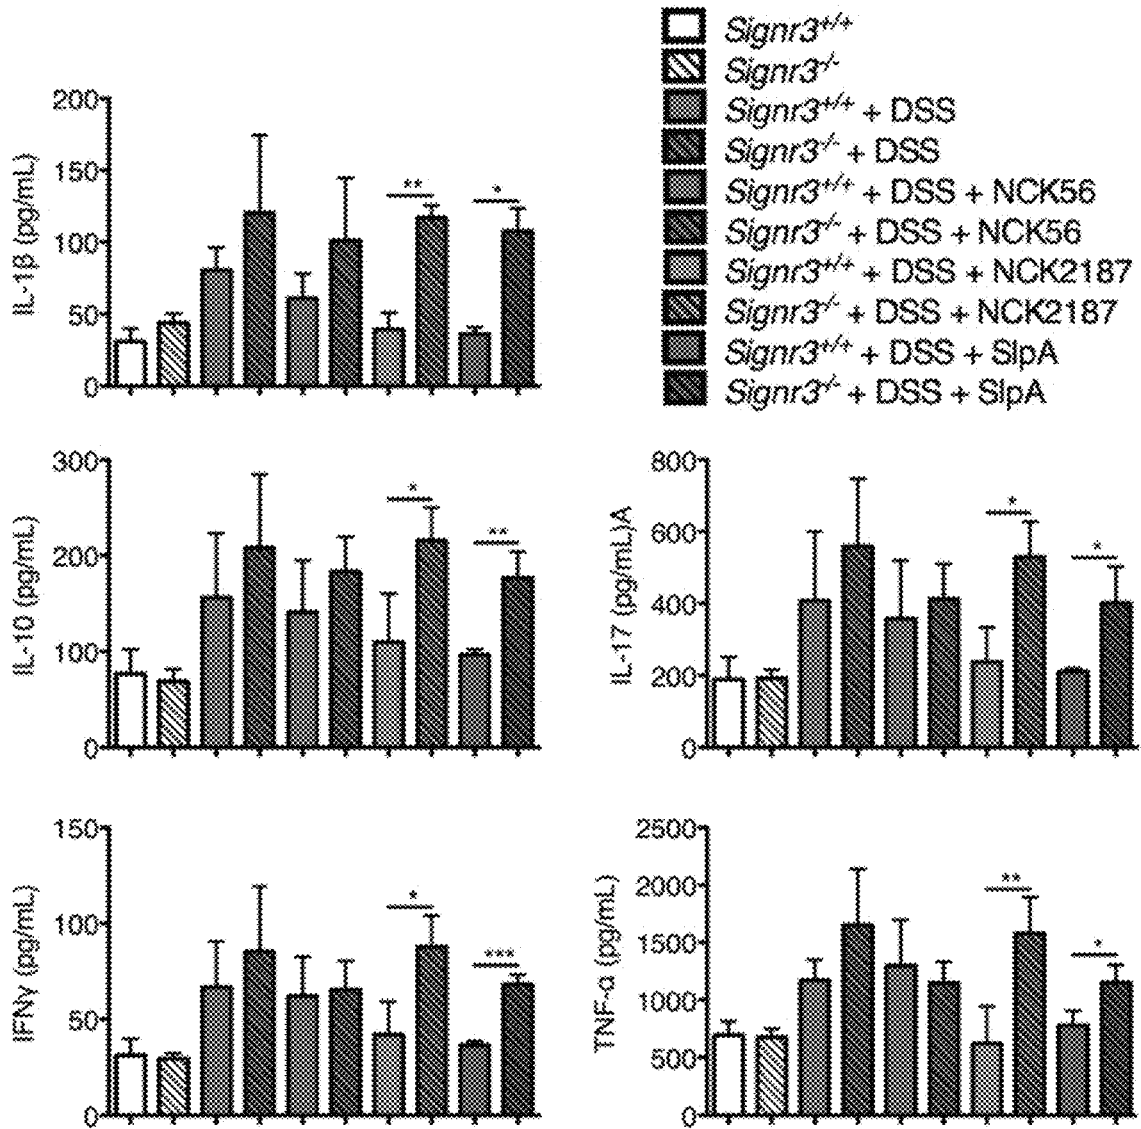 Signr3+/+
Signr3-/-
Signr3+/+ + DSS
Signr3-/- + DSS
Signr3+/+ + DSS + NCK56
Signr3-/- + DSS + NCK56
Signr3+/+ + DSS + NCK2187
Signr3-/- + DSS + NCK2187
Signr3+/+ + DSS + SlpA
Signr3-/- + DSS + SlpA
IL-1β (pg/mL)
200
150
100
50
0
** *
IL-10 (pg/mL)
300
200
100
0
* **
IL-17 (pg/mL)A
800
600
400
200
0
* *
IFNγ (pg/mL)
150
100
50
0
* ***
TNF-α (pg/mL)
2500
2000
1500
1000
500
0
** *